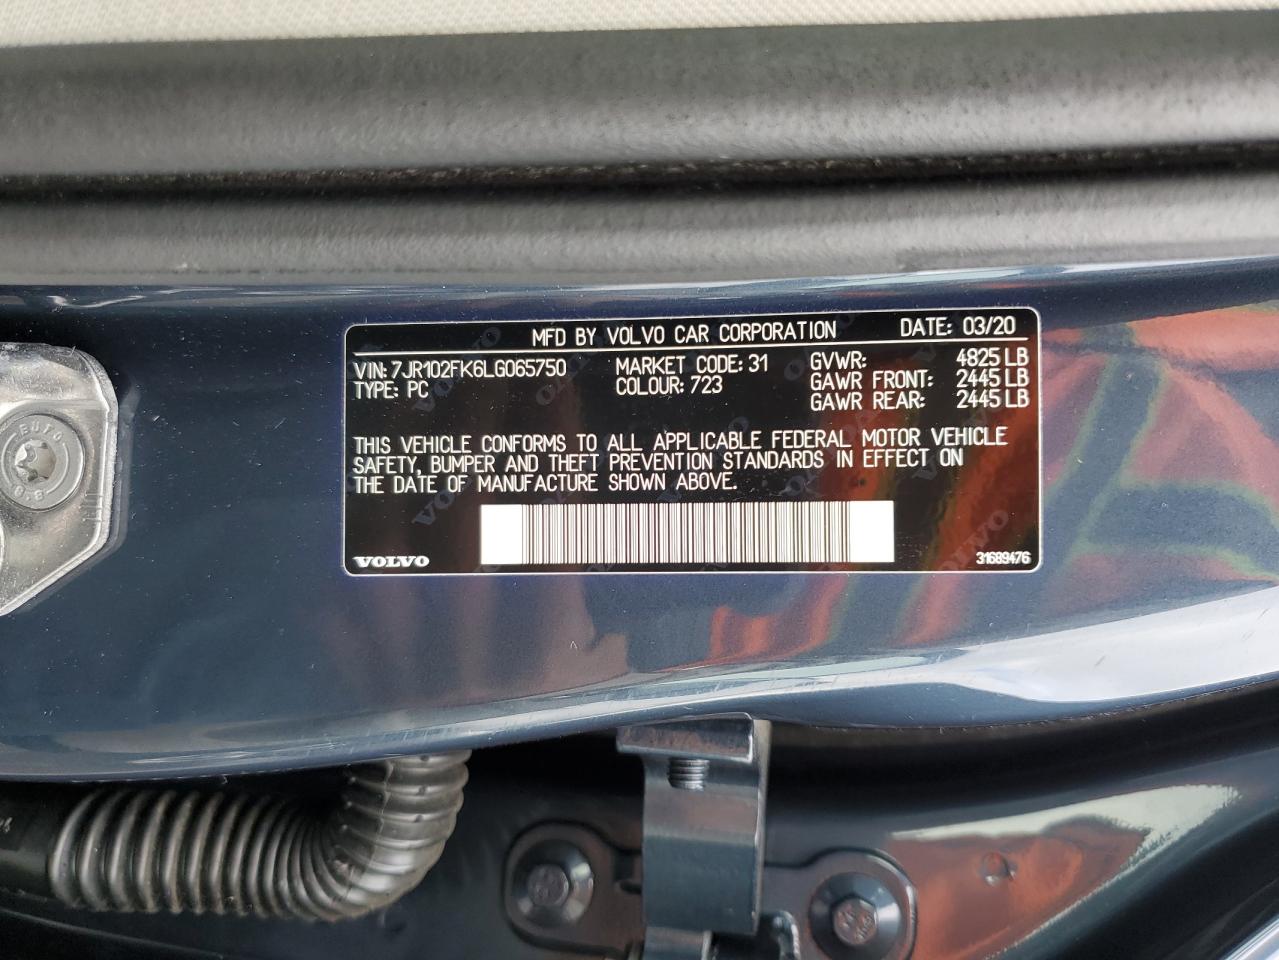 MFD BY VOLVO CAR CORPORATION DATE: 03/20
VIN: 7JR102FK6LG065750 MARKET CODE: 31 GVWR: 4825 LB
TYPE: PC COLOUR: 723 GAWR FRONT: 2445 LB
GAWR REAR: 2445 LB
THIS VEHICLE CONFORMS TO ALL APPLICABLE FEDERAL MOTOR VEHICLE
SAFETY, BUMPER AND THEFT PREVENTION STANDARDS IN EFFECT ON
THE DATE OF MANUFACTURE SHOWN ABOVE.
VOLVO 31689476